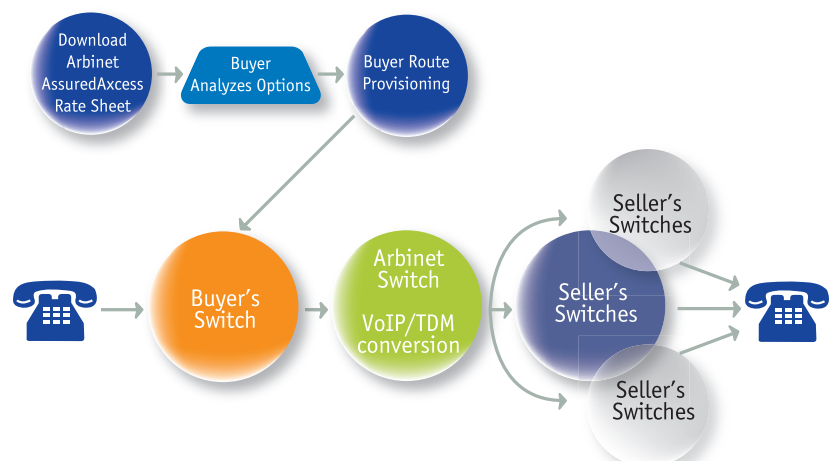 Download
Arbinet
AssuredAxcess
Rate Sheet
Buyer
Analyzes Options
Buyer Route
Provisioning
Buyer's
Switch
Arbinet
Switch
VoIP/TDM
conversion
Seller's
Switches
Seller's
Switches
Seller's
Switches